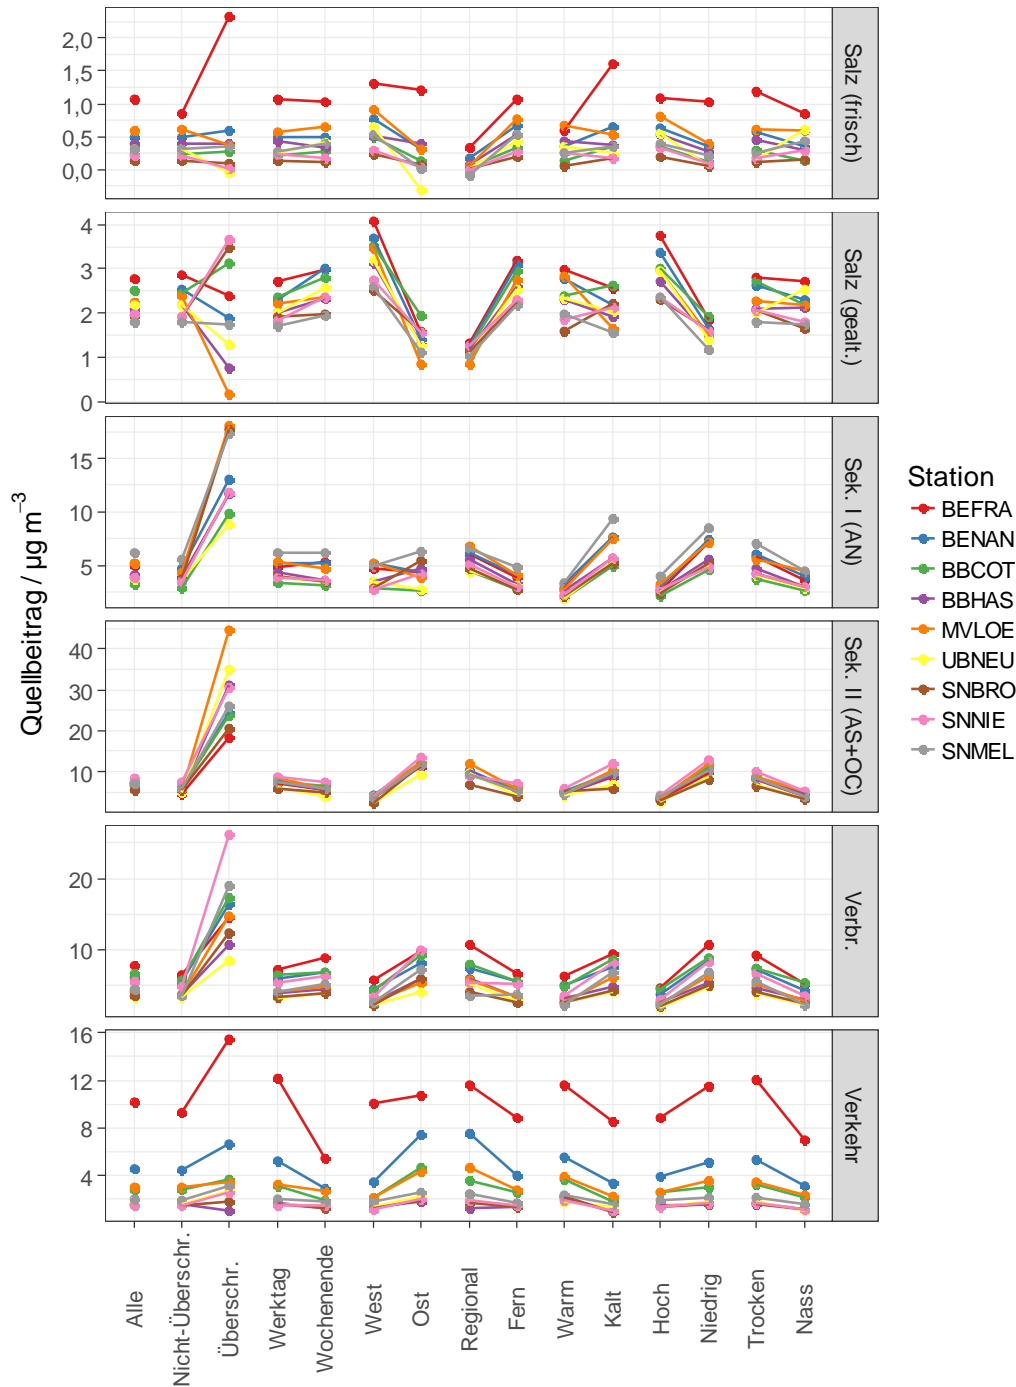 Quellbeitrag / µg m⁻³
2,0
1,5
1,0
0,5
0,0
Salz (frisch)
4
3
2
1
0
Salz (gealt.)
15
10
5
Sek. I (AN)
40
30
20
10
Sek. II (AS+OC)
20
10
Verbr.
16
12
8
4
Verkehr
Alle
Nicht-Überschr.
Überschr.
Werktag
Wochenende
West
Ost
Regional
Fern
Warm
Kalt
Hoch
Niedrig
Trocken
Nass
Station
BEFRA
BENAN
BBCOT
BBHAS
MVLOE
UBNEU
SNBRO
SNNIE
SNMEL